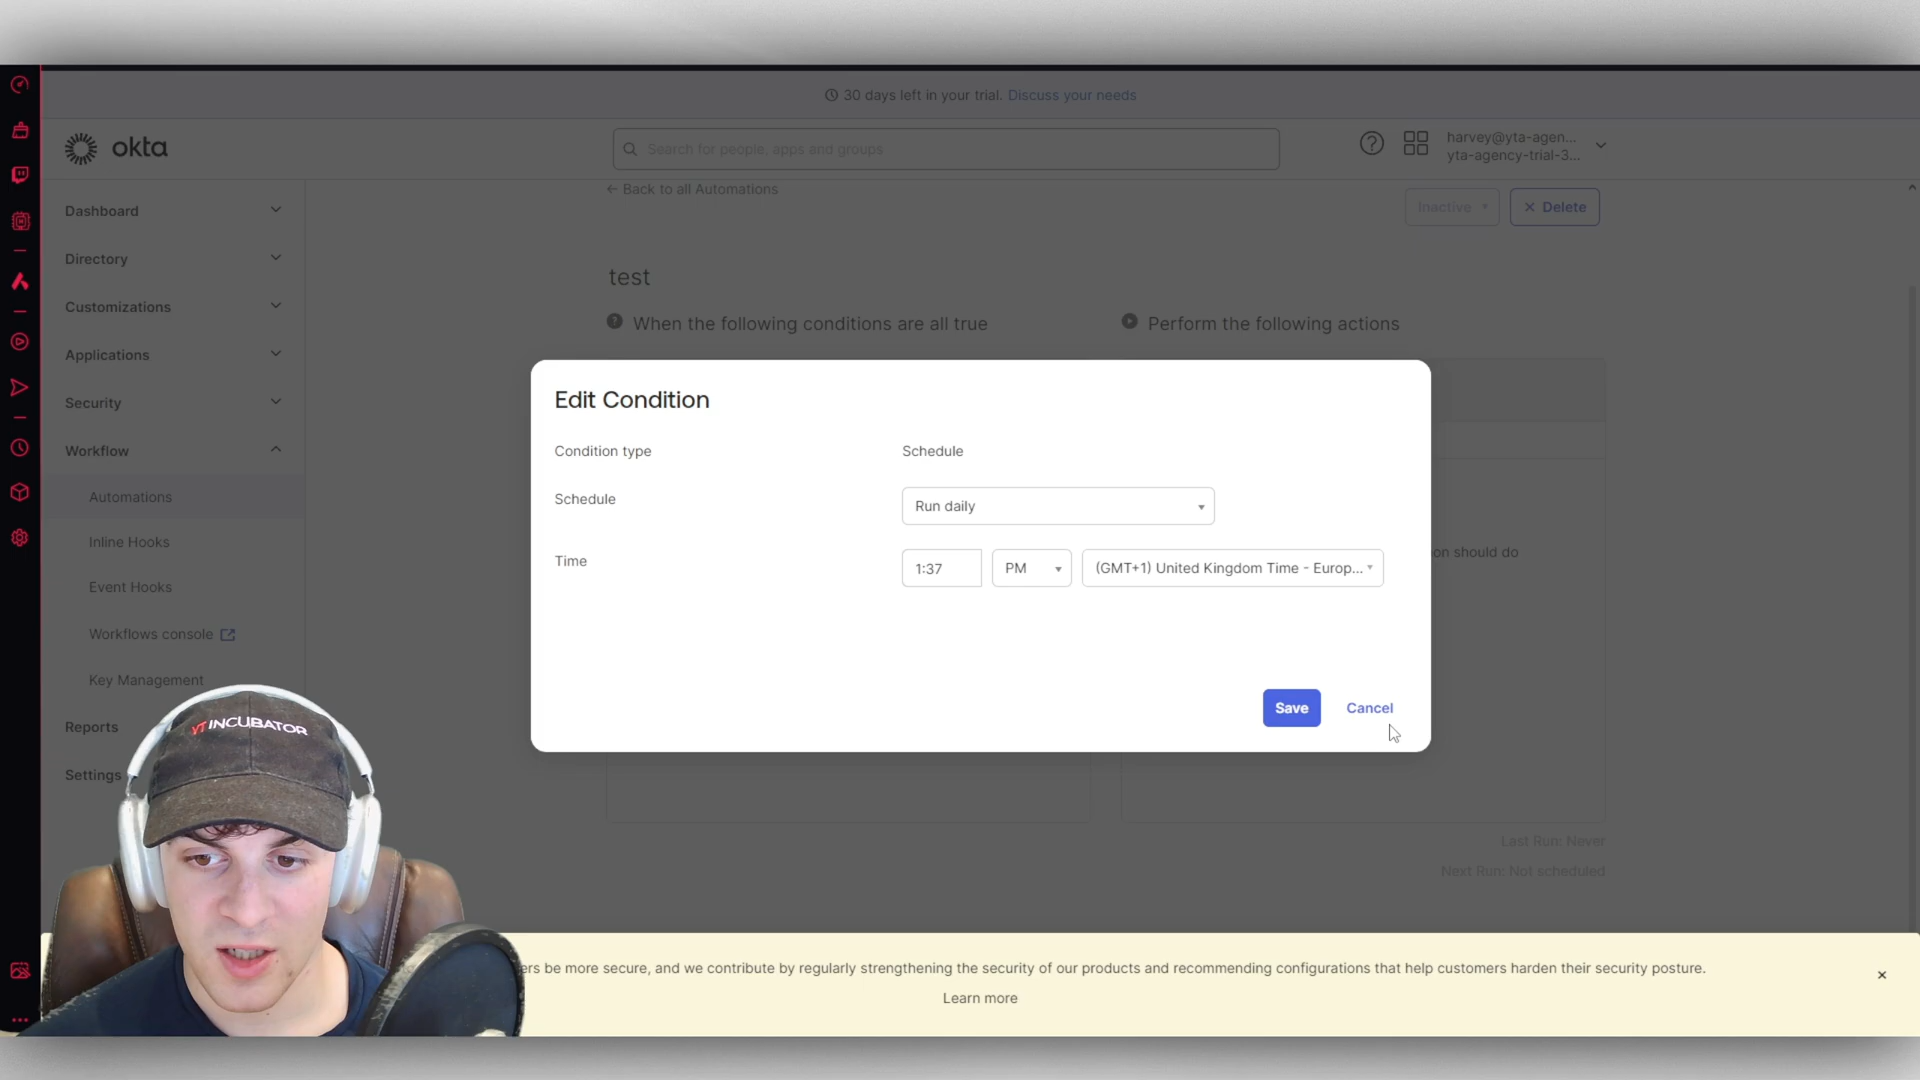 30 days left in your trial. Discuss your needs
okta
Search for people, apps and groups
harvey@yta-agen...
yta-agency-trial-3...
Dashboard
Directory
Customizations
Applications
Security
Workflow
Automations
Inline Hooks
Event Hooks
Workflows console
Key Management
Reports
Settings
← Back to all Automations
Inactive
× Delete
test
When the following conditions are all true
Perform the following actions
Edit Condition
Condition type
Schedule
Schedule
Run daily
Time
1:37
PM
(GMT+1) United Kingdom Time - Europ...
on should do
Save
Cancel
Last Run: Never
Next Run: Not scheduled
ers be more secure, and we contribute by regularly strengthening the security of our products and recommending configurations that help customers harden their security posture.
Learn more
YTINCUBATOR